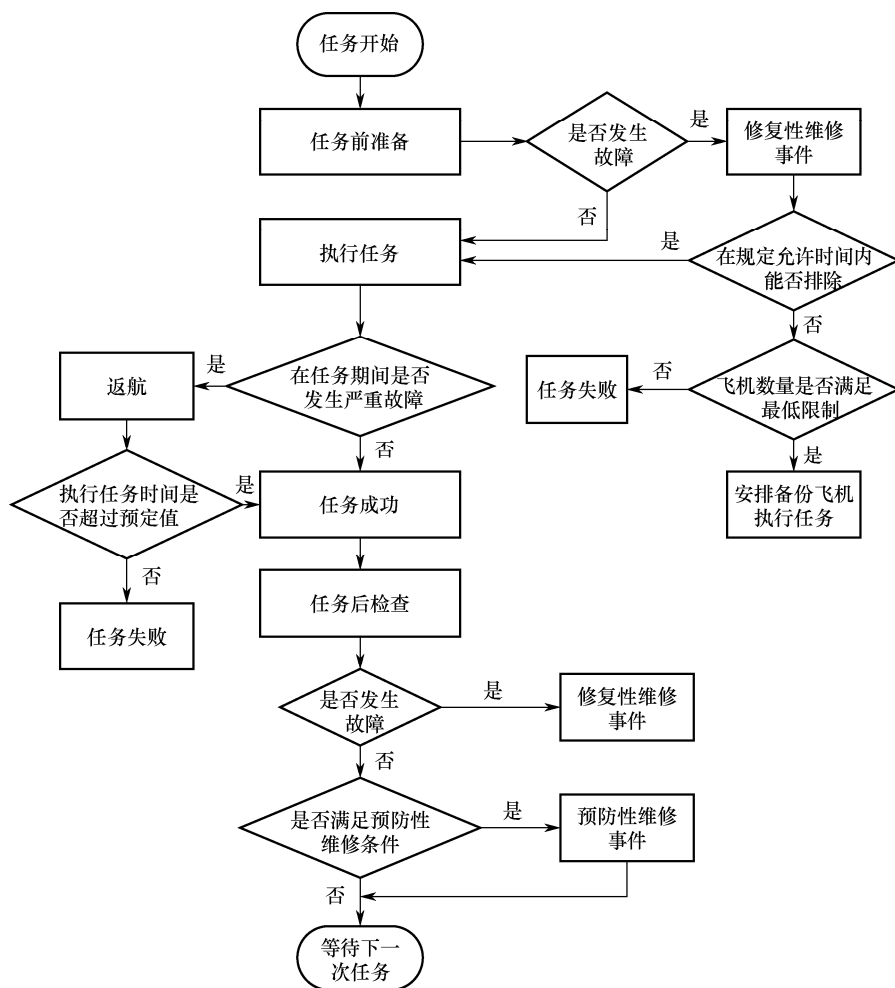 任务开始
任务前准备
是否发生
故障
是
修复性维修
事件
否
执行任务
是
在规定允许时间内
能否排除
否
返航
是
在任务期间是否
发生严重故障
任务失败
否
飞机数量是否满足
最低限制
否
是
执行任务时间是
否超过预定值
是
任务成功
安排备份飞机
执行任务
否
任务失败
任务后检查
是否发生
故障
是
修复性维修
事件
否
是否满足预防性
维修条件
是
预防性维修
事件
否
等待下一
次任务